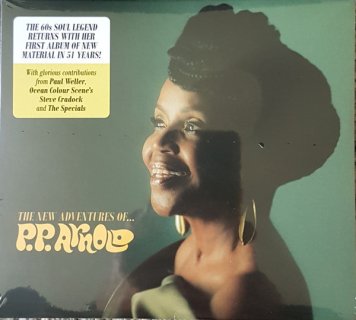 THE 60s SOUL LEGEND
RETURNS WITH HER
FIRST ALBUM OF NEW
MATERIAL IN 51 YEARS!
With glorious contributions
from Paul Weller,
Ocean Colour Scene's
Steve Cradock
and The Specials
THE NEW ADVENTURES OF...
P.P. ARNOLD